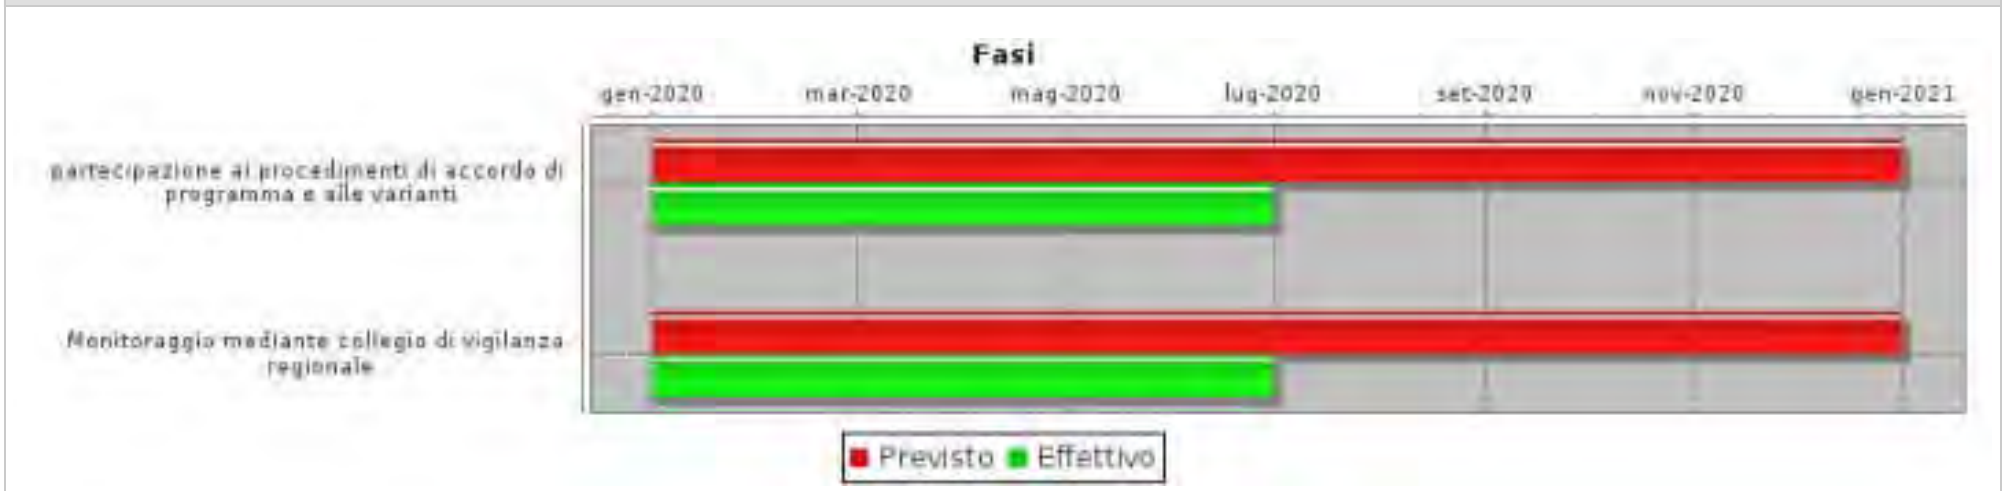 Fasi
gen-2020 mar-2020 mag-2020 lug-2020 set-2020 nov-2020 gen-2021
partecipazione ai procedimenti di accordo di
programma e alle varianti
Monitoraggio mediante collegio di vigilanza
regionale
Previsto Effettivo